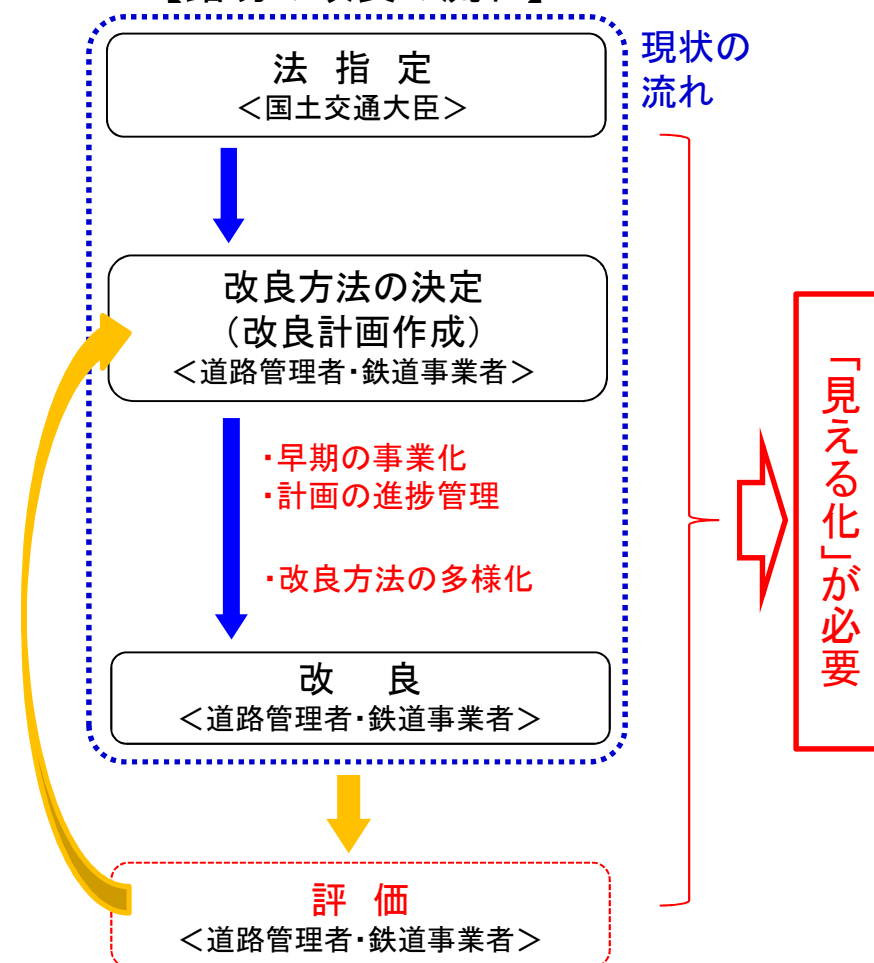 現状の
流れ
法 指 定
＜国土交通大臣＞
改良方法の決定
（改良計画作成）
＜道路管理者・鉄道事業者＞
・早期の事業化
・計画の進捗管理
・改良方法の多様化
改 良
＜道路管理者・鉄道事業者＞
評 価
＜道路管理者・鉄道事業者＞
「見える化」が必要